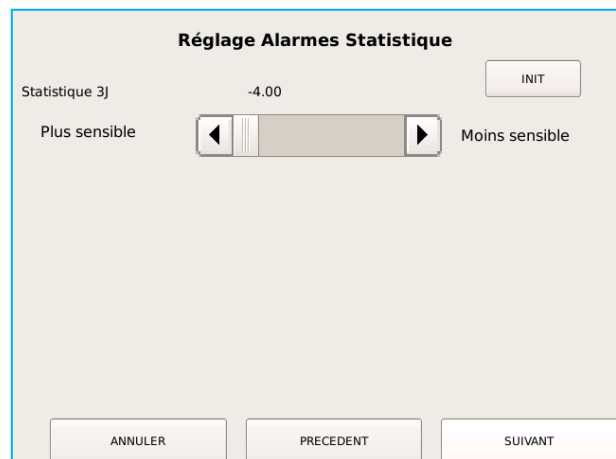 Réglage Alarmes Statistique
INIT
Statistique 3J -4.00
Plus sensible Moins sensible
ANNULER PRECEDENT SUIVANT